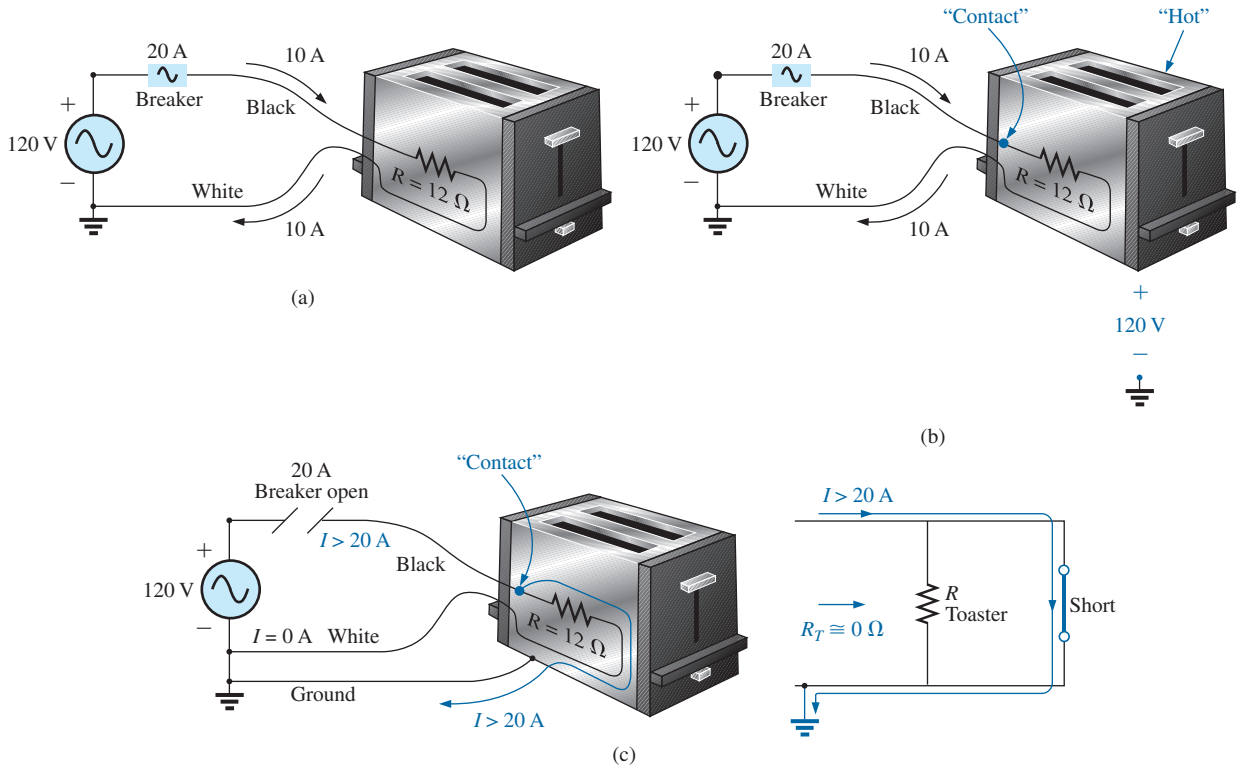 20 A
Breaker
10 A
Black
+
120 V
−
White
R = 12 Ω
10 A
(a)
“Contact”
“Hot”
20 A
Breaker
10 A
Black
+
120 V
−
White
R = 12 Ω
10 A
+
120 V
−
(b)
20 A
Breaker open
I > 20 A
Black
“Contact”
+
120 V
−
I = 0 A White
R = 12 Ω
Ground
I > 20 A
I > 20 A
R
Toaster
Short
R_T ≅ 0 Ω
(c)